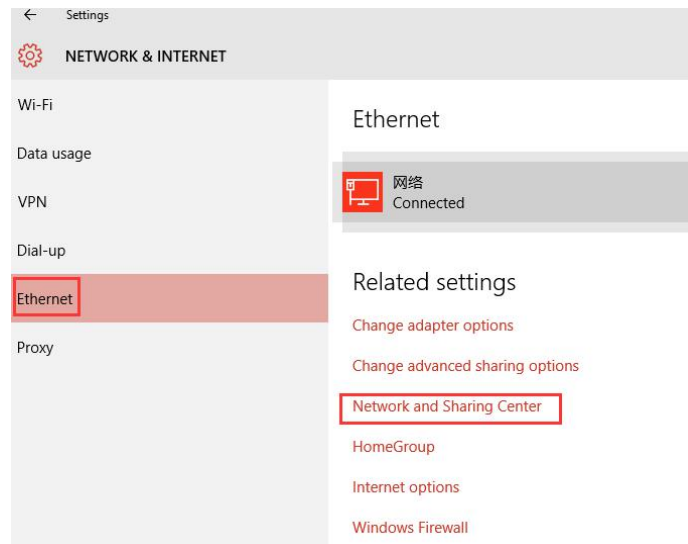 Settings
NETWORK & INTERNET
Wi-Fi
Data usage
VPN
Dial-up
Ethernet
Proxy
Ethernet
网络
Connected
Related settings
Change adapter options
Change advanced sharing options
Network and Sharing Center
HomeGroup
Internet options
Windows Firewall